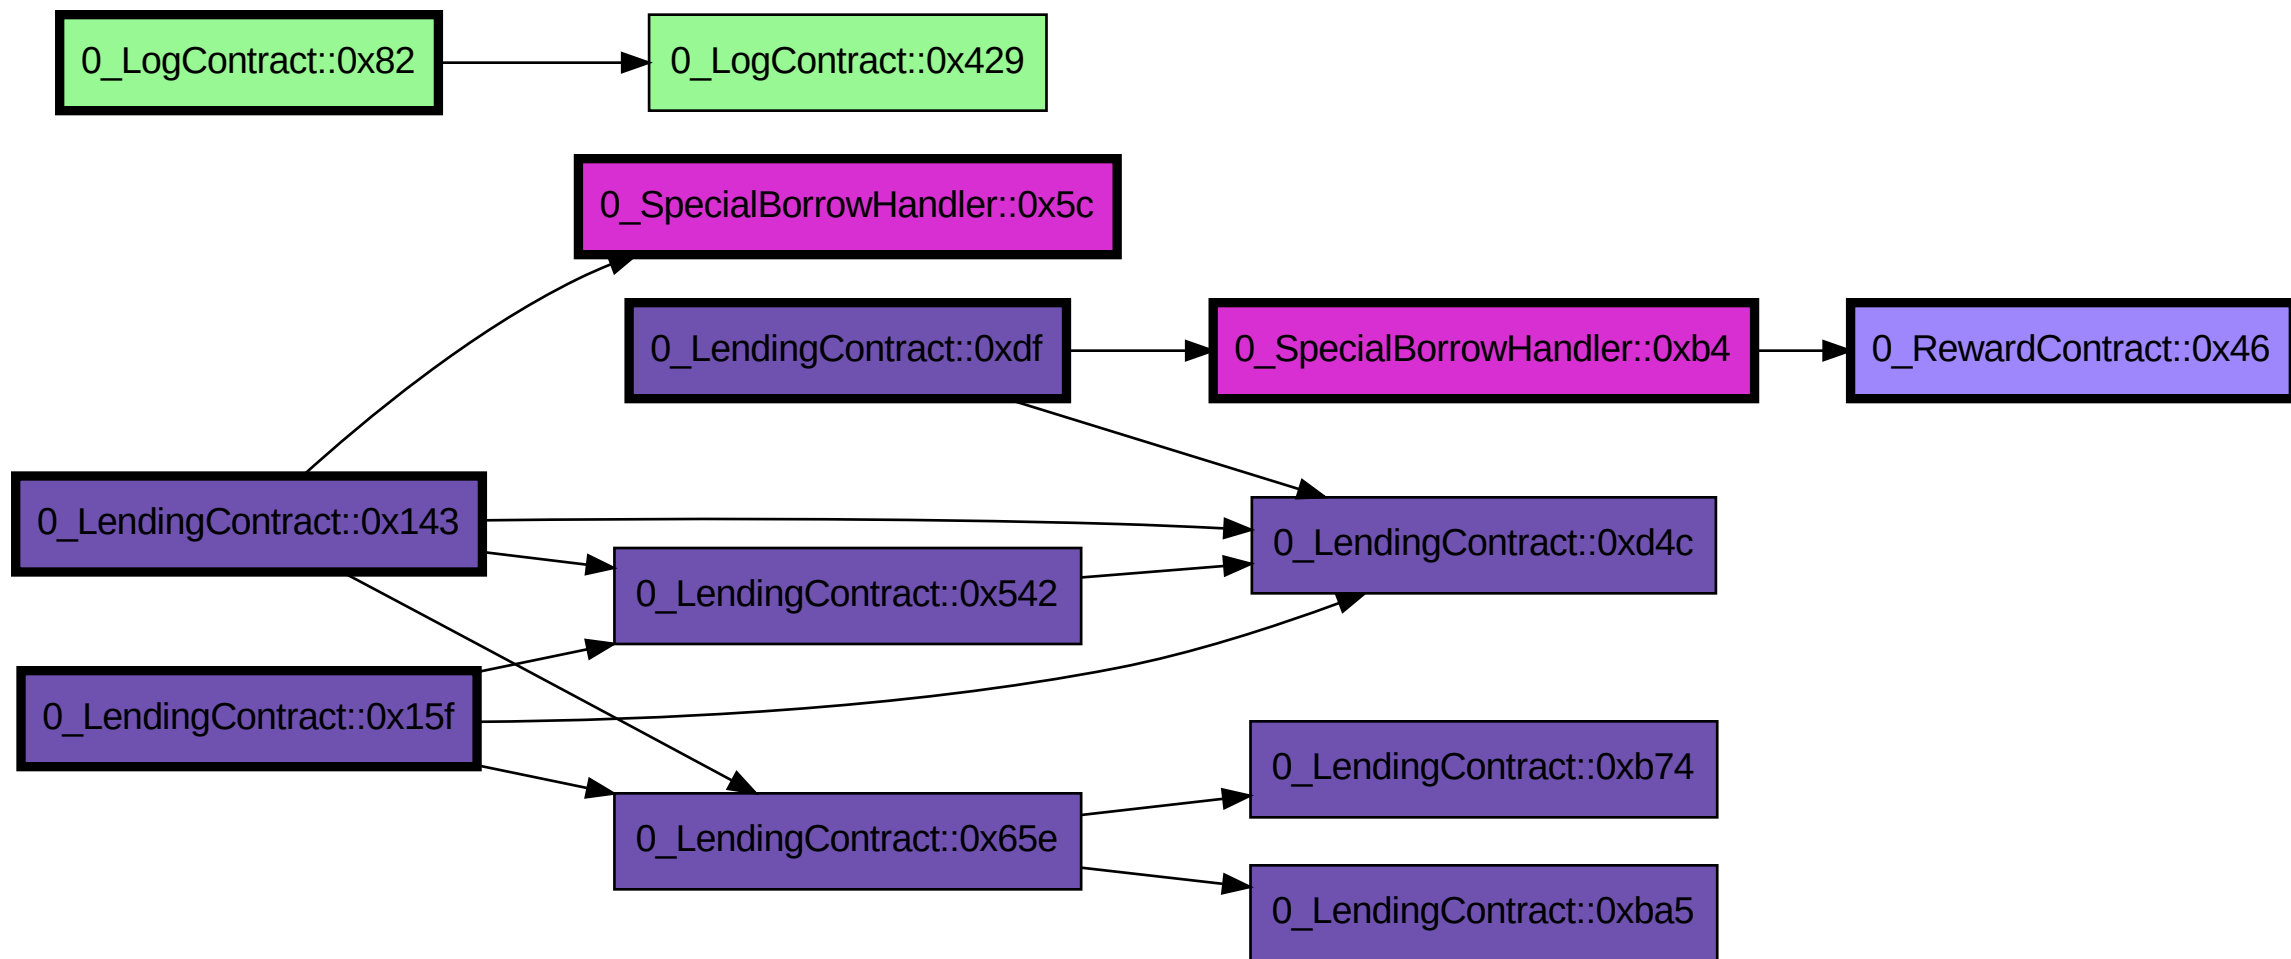 0_LogContract::0x82
0_LogContract::0x429
0_SpecialBorrowHandler::0x5c
0_LendingContract::0xdf
0_SpecialBorrowHandler::0xb4
0_RewardContract::0x46
0_LendingContract::0x143
0_LendingContract::0xd4c
0_LendingContract::0x542
0_LendingContract::0x15f
0_LendingContract::0xb74
0_LendingContract::0x65e
0_LendingContract::0xba5